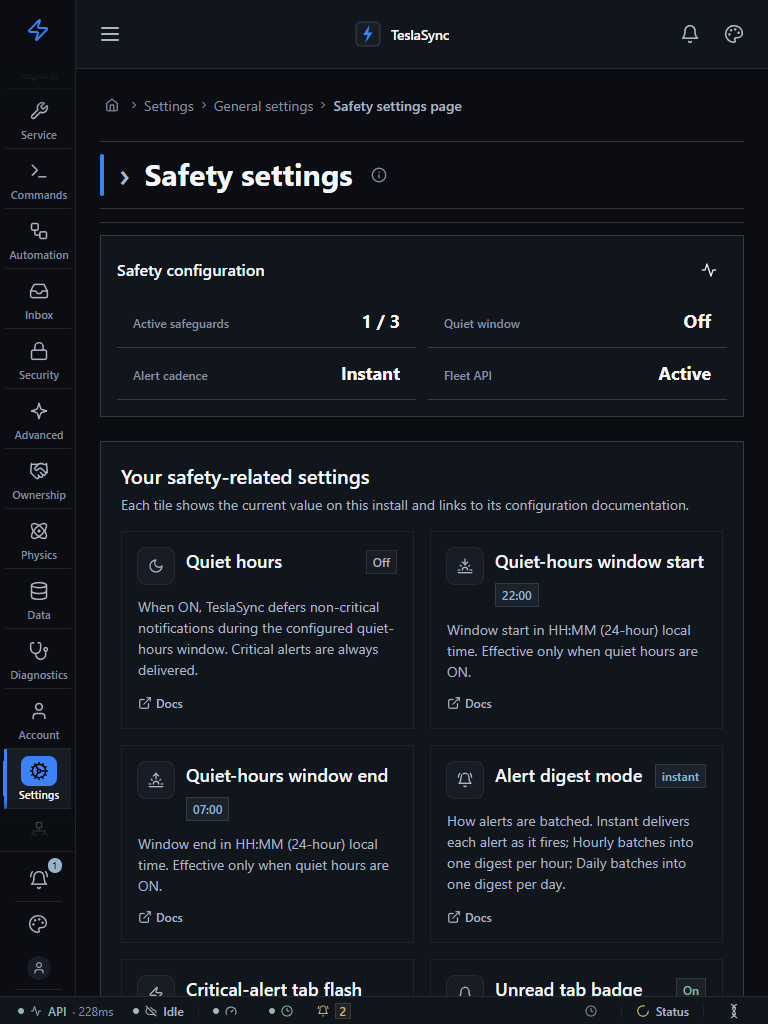 TeslaSync
Reports
Service
Commands
Automation
Inbox
Security
Advanced
Ownership
Physics
Data
Diagnostics
Account
Settings
1
Settings
General settings
Safety settings page
Safety settings
Safety configuration
Active safeguards
1 / 3
Quiet window
Off
Alert cadence
Instant
Fleet API
Active
Your safety-related settings
Each tile shows the current value on this install and links to its configuration documentation.
Quiet hours
Off
When ON, TeslaSync defers non-critical
notifications during the configured quiet-
hours window. Critical alerts are always
delivered.
Docs
Quiet-hours window start
22:00
Window start in HH:MM (24-hour) local
time. Effective only when quiet hours are
ON.
Docs
Quiet-hours window end
07:00
Window end in HH:MM (24-hour) local
time. Effective only when quiet hours are
ON.
Docs
Alert digest mode
instant
How alerts are batched. Instant delivers
each alert as it fires; Hourly batches into
one digest per hour; Daily batches into
one digest per day.
Docs
Critical-alert tab flash
Unread tab badge
On
API · 228ms
Idle
2
Status